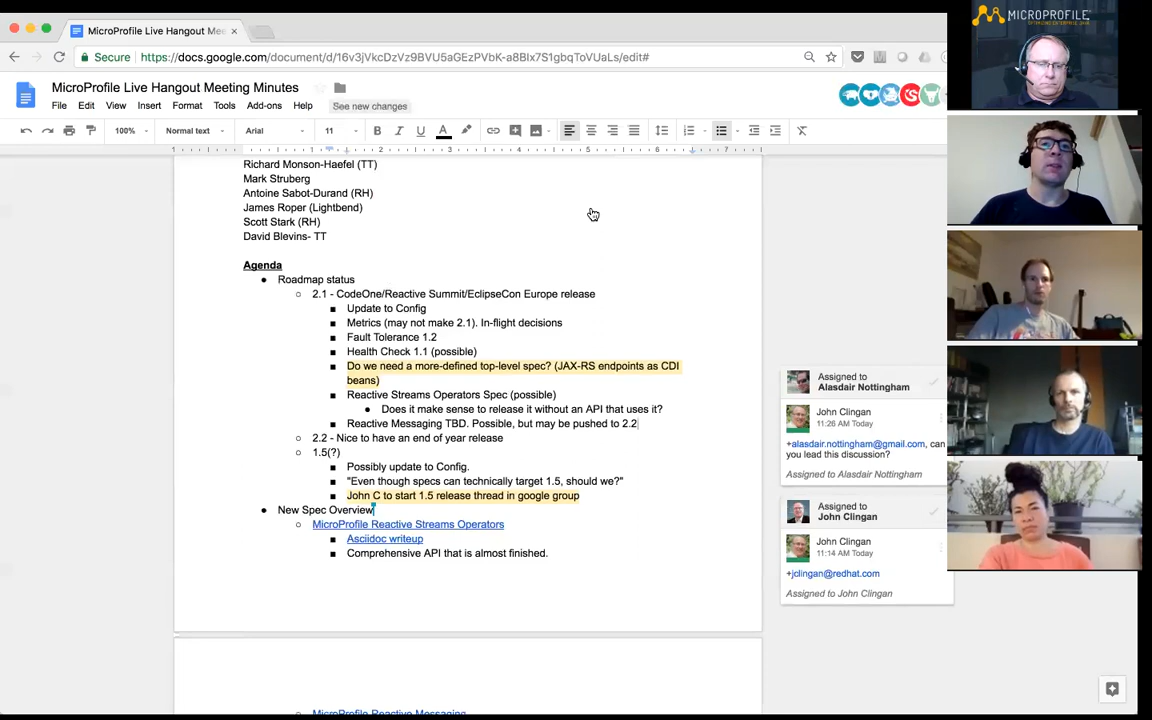 MicroProfile Live Hangout Meet
Secure
https://docs.google.com/document/d/16v3jVkcDzVz9BVU5aGEzPVbK-a8BIx7S1gbqToVUaLs/edit#
MICROPROFILE
MicroProfile Live Hangout Meeting Minutes
File Edit View Insert Format Tools Add-ons Help See new changes
100% Normal text Arial 11
Richard Monson-Haefel (TT)
Mark Struberg
Antoine Sabot-Durand (RH)
James Roper (Lightbend)
Scott Stark (RH)
David Blevins- TT
Agenda
Roadmap status
2.1 - CodeOne/Reactive Summit/EclipseCon Europe release
Update to Config
Metrics (may not make 2.1). In-flight decisions
Fault Tolerance 1.2
Health Check 1.1 (possible)
Do we need a more-defined top-level spec? (JAX-RS endpoints as CDI
beans)
Reactive Streams Operators Spec (possible)
Does it make sense to release it without an API that uses it?
Reactive Messaging TBD. Possible, but may be pushed to 2.2
2.2 - Nice to have an end of year release
1.5(?)
Possibly update to Config.
"Even though specs can technically target 1.5, should we?"
John C to start 1.5 release thread in google group
New Spec Overview
MicroProfile Reactive Streams Operators
Asciidoc writeup
Comprehensive API that is almost finished.
MicroProfile Reactive Messaging
Assigned to
Alasdair Nottingham
John Clingan
11:26 AM Today
+alasdair.nottingham@gmail.com, can
you lead this discussion?
Assigned to Alasdair Nottingham
Assigned to
John Clingan
John Clingan
11:14 AM Today
+jclingan@redhat.com
Assigned to John Clingan